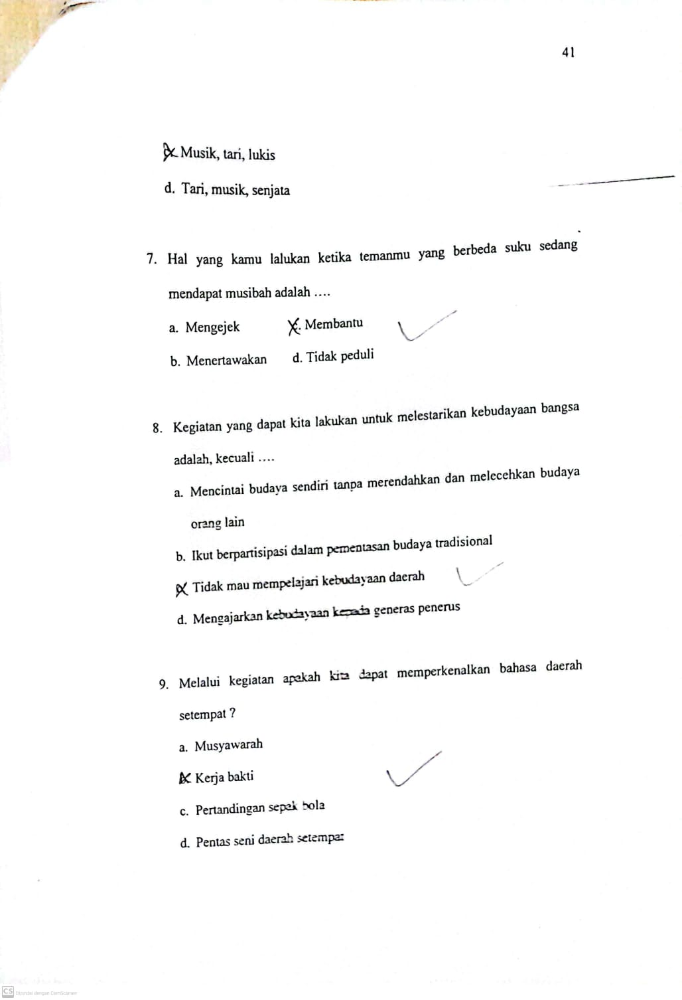 41
c. Musik, tari, lukis
d. Tari, musik, senjata
7. Hal yang kamu lalukan ketika temanmu yang berbeda suku sedang
mendapat musibah adalah ....
a. Mengejek c. Membantu
b. Menertawakan d. Tidak peduli
8. Kegiatan yang dapat kita lakukan untuk melestarikan kebudayaan bangsa
adalah, kecuali ....
a. Mencintai budaya sendiri tanpa merendahkan dan melecehkan budaya
orang lain
b. Ikut berpartisipasi dalam pementasan budaya tradisional
c. Tidak mau mempelajari kebudayaan daerah
d. Mengajarkan kebudayaan kepada generas penerus
9. Melalui kegiatan apakah kita dapat memperkenalkan bahasa daerah
setempat ?
a. Musyawarah
b. Kerja bakti
c. Pertandingan sepak bola
d. Pentas seni daerah setempat
CS Dipindai dengan CamScanner